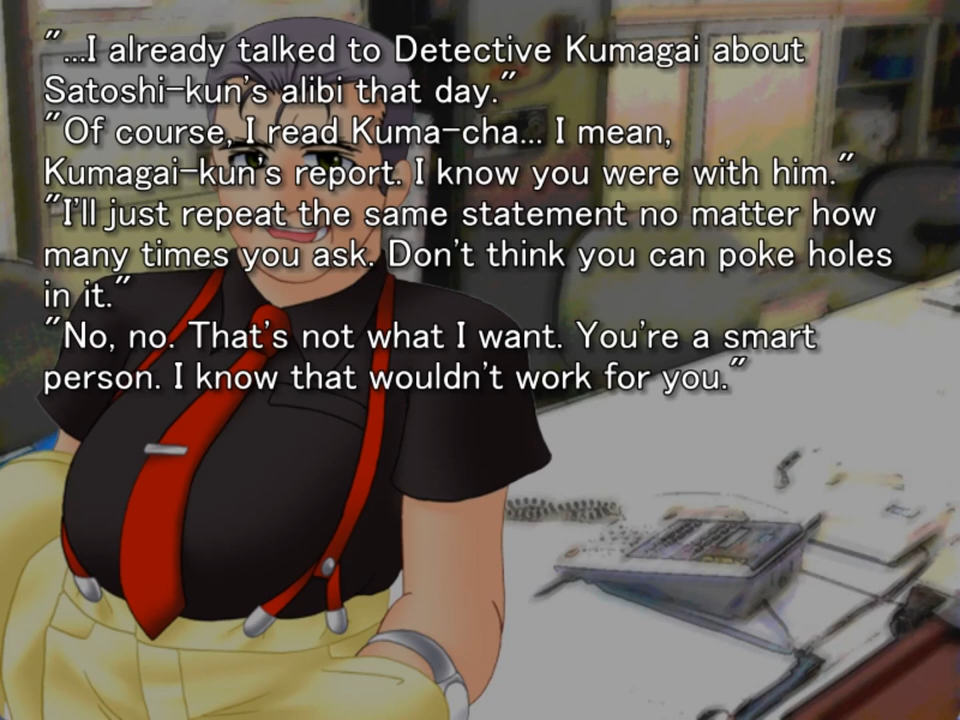 "...I already talked to Detective Kumagai about
Satoshi-kun's alibi that day."
"Of course, I read Kuma-cha... I mean,
Kumagai-kun's report. I know you were with him."
"I'll just repeat the same statement no matter how
many times you ask. Don't think you can poke holes
in it."
"No, no. That's not what I want. You're a smart
person. I know that wouldn't work for you."